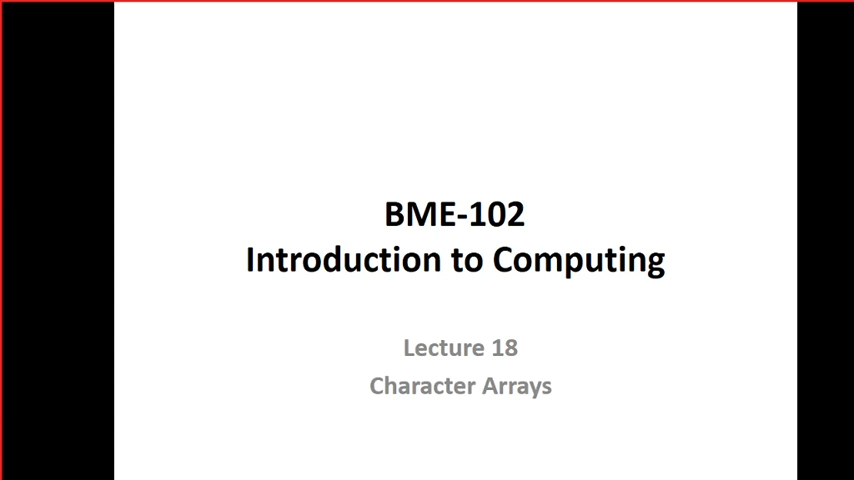 BME-102
Introduction to Computing
Lecture 18
Character Arrays